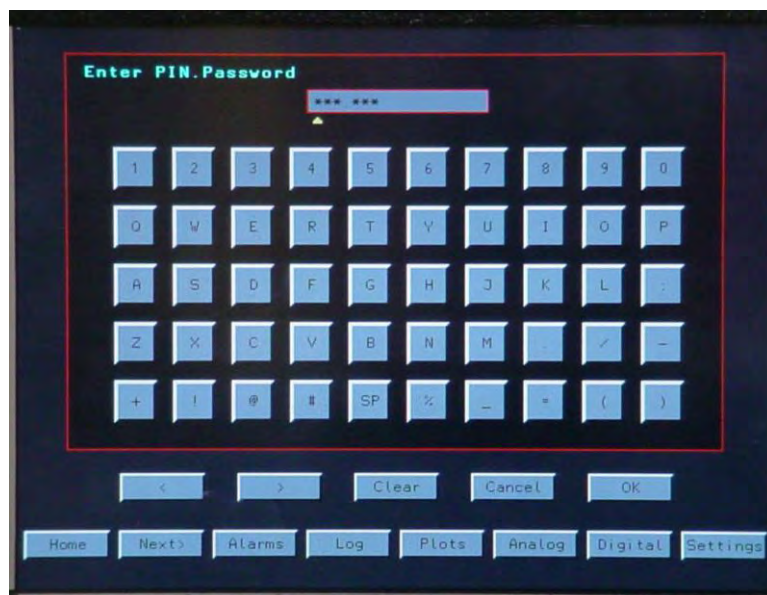 Enter PIN.Password
*** ***
1 2 3 4 5 6 7 8 9 0
Q W E R T Y U I O P
A S D F G H J K L :
Z X C V B N M . / -
+ ! @ # SP % _ = ( )
< > Clear Cancel OK
Home Next> Alarms Log Plots Analog Digital Settings